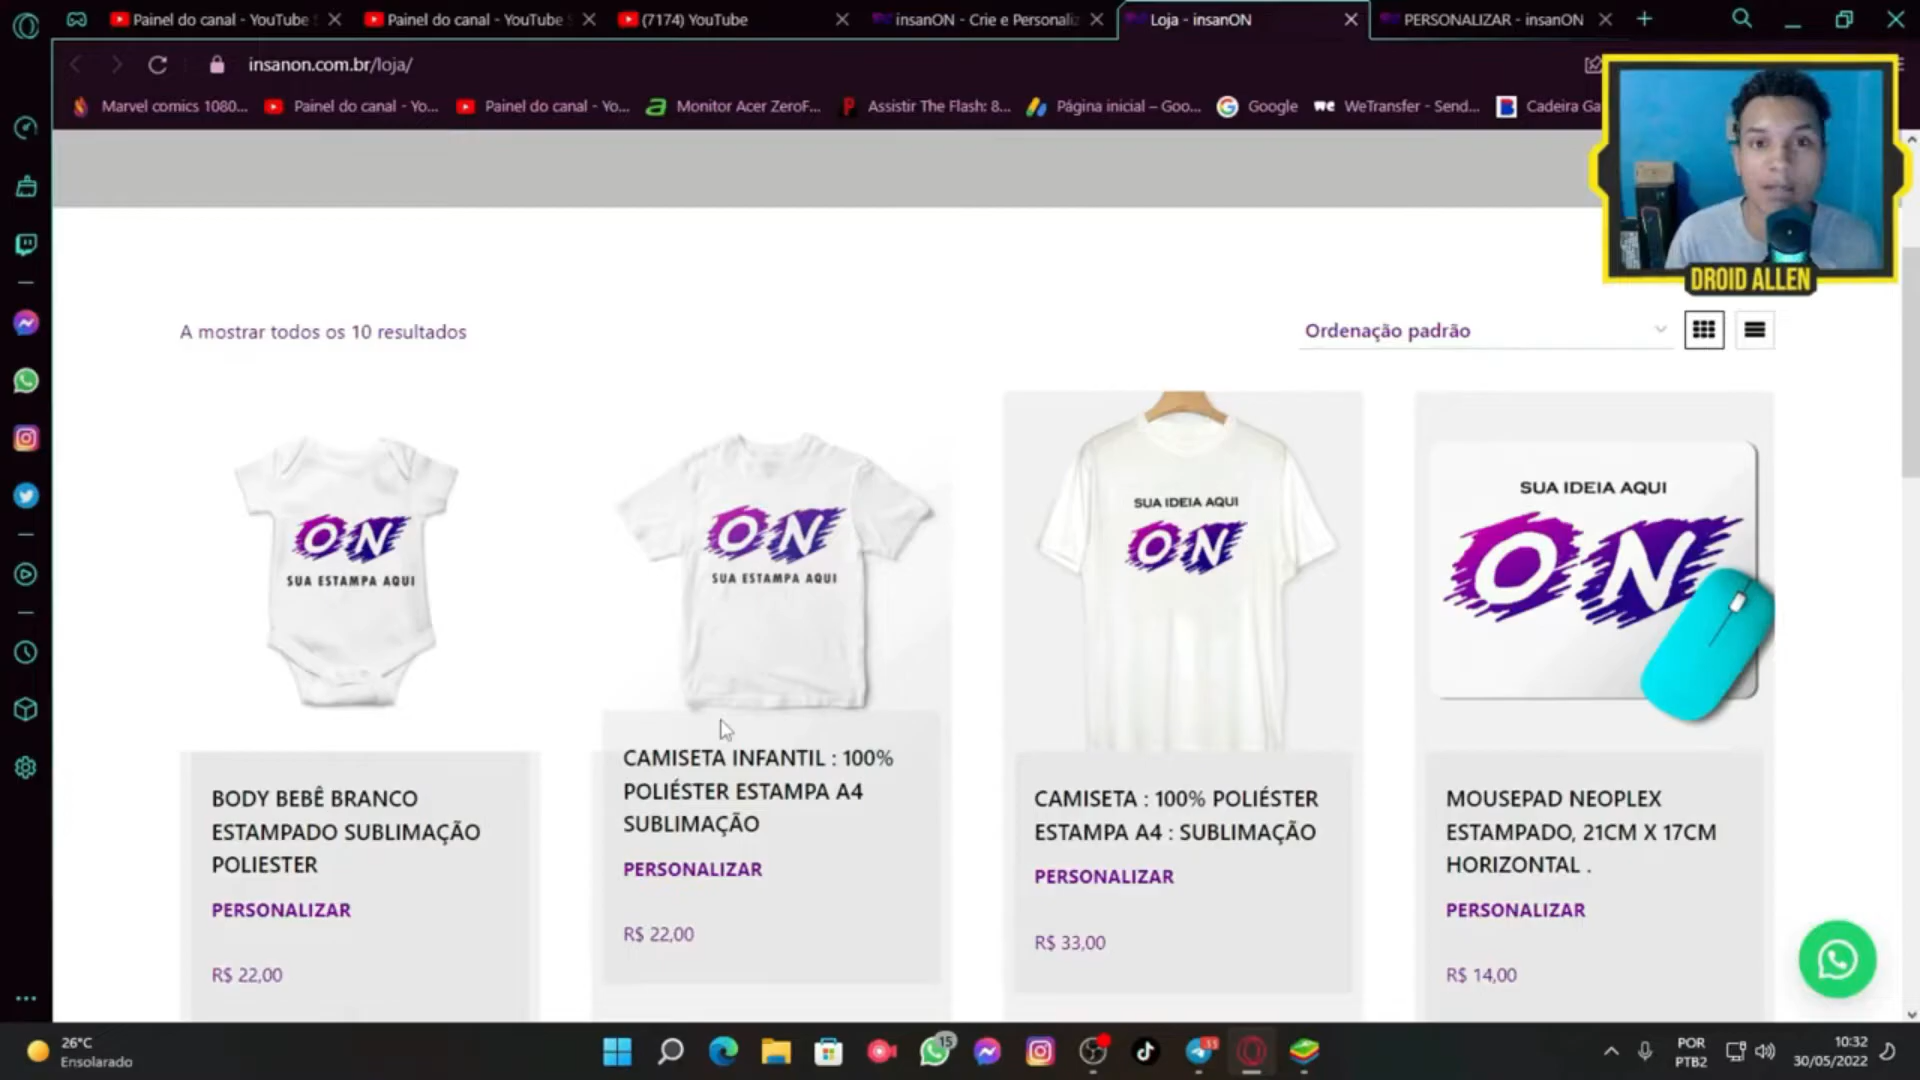 Painel do canal - YouTube S
Painel do canal - YouTube S
(7174) YouTube
insanON - Crie e Personaliz
Loja - insanON
PERSONALIZAR - insanON
insanon.com.br/loja/
Marvel comics 1080...
Painel do canal - Yo...
Painel do canal - Yo...
Monitor Acer ZeroF...
Assistir The Flash: 8...
Página inicial – Goo...
Google
WeTransfer - Send...
Cadeira Ga
DROID ALLEN
A mostrar todos os 10 resultados
Ordenação padrão
ON
SUA ESTAMPA AQUI
ON
SUA ESTAMPA AQUI
SUA IDEIA AQUI
ON
SUA IDEIA AQUI
ON
BODY BEBÊ BRANCO
ESTAMPADO SUBLIMAÇÃO
POLIESTER
PERSONALIZAR
R$ 22,00
CAMISETA INFANTIL : 100%
POLIÉSTER ESTAMPA A4
SUBLIMAÇÃO
PERSONALIZAR
R$ 22,00
CAMISETA : 100% POLIÉSTER
ESTAMPA A4 : SUBLIMAÇÃO
PERSONALIZAR
R$ 33,00
MOUSEPAD NEOPLEX
ESTAMPADO, 21CM X 17CM
HORIZONTAL .
PERSONALIZAR
R$ 14,00
26°C
Ensolarado
15
POR
PTB2
10:32
30/05/2022